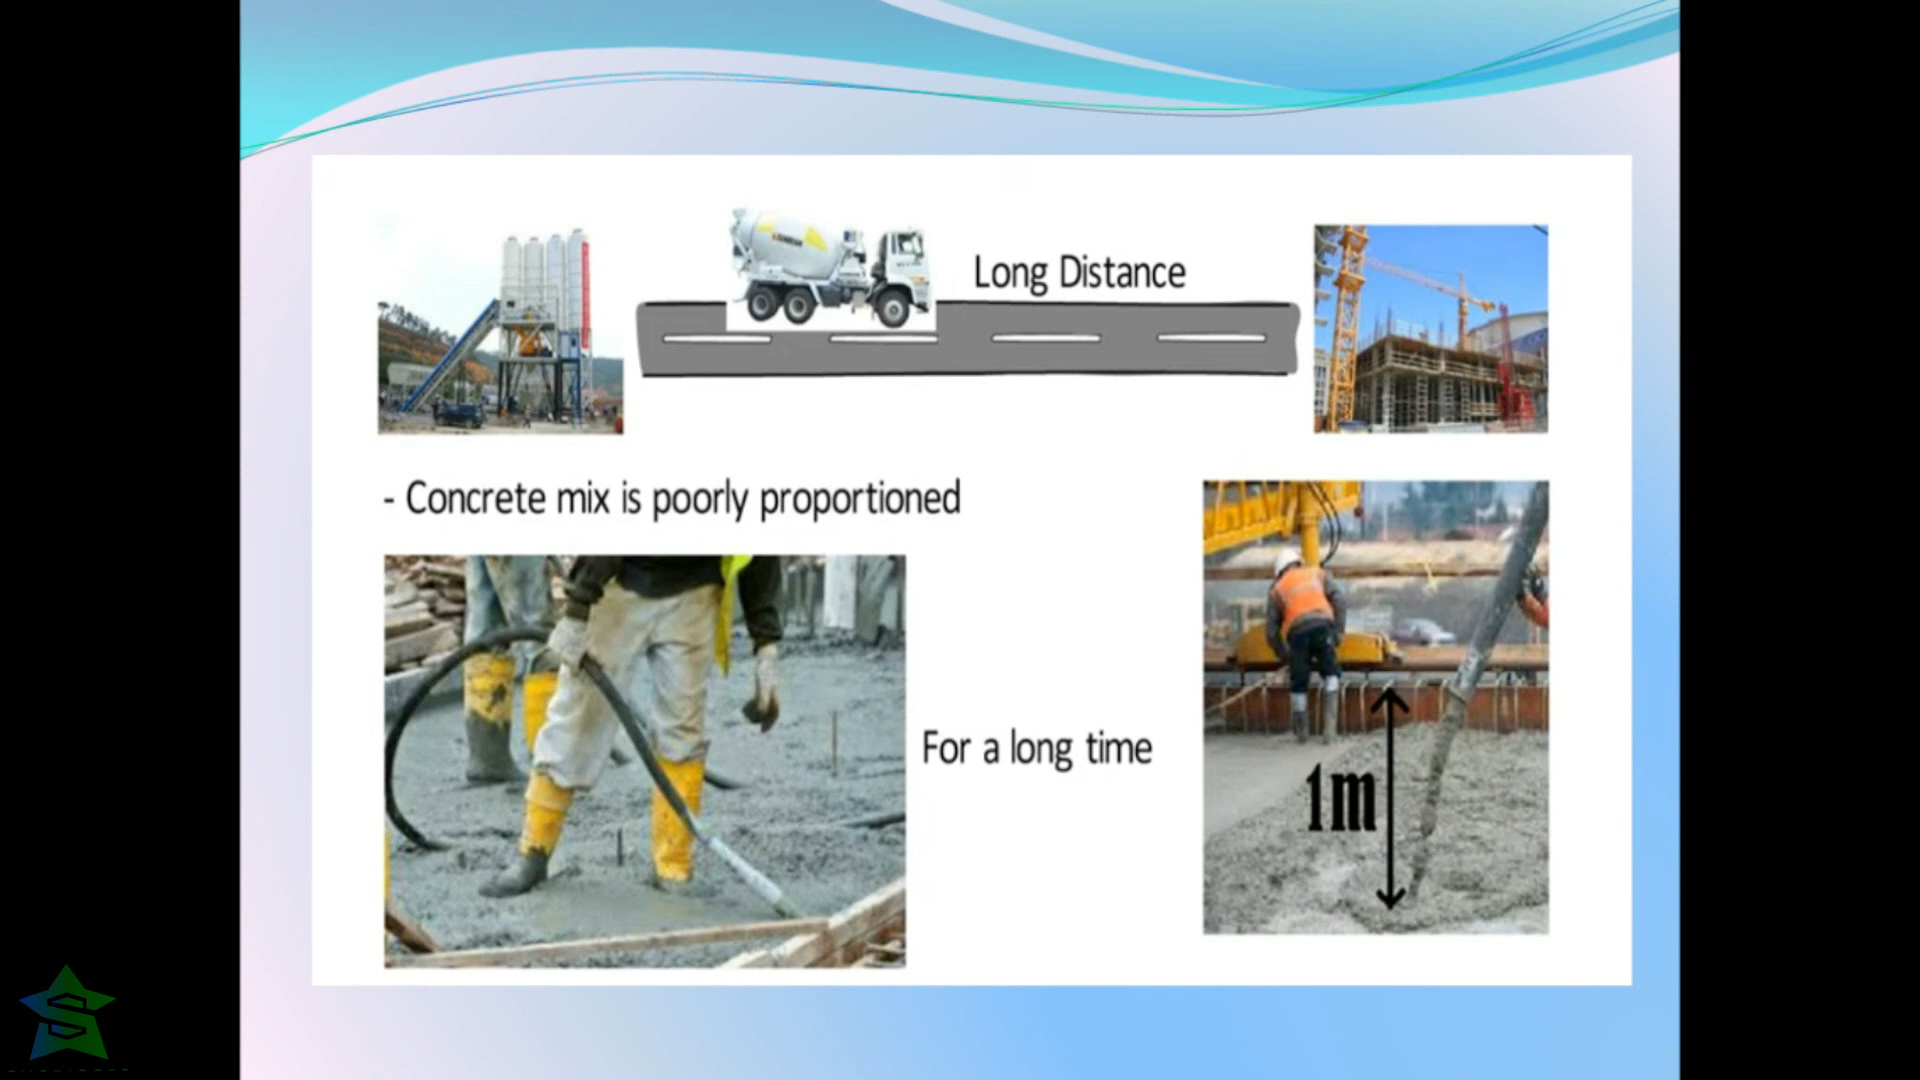 Long Distance
- Concrete mix is poorly proportioned
For a long time
1m